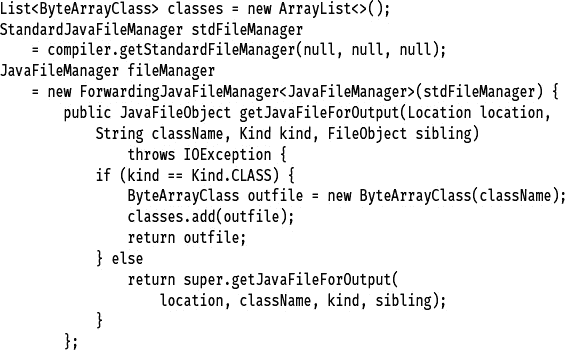 List<ByteArrayClass> classes = new ArrayList<>();
StandardJavaFileManager stdFileManager
    = compiler.getStandardFileManager(null, null, null);
JavaFileManager fileManager
    = new ForwardingJavaFileManager<JavaFileManager>(stdFileManager) {
        public JavaFileObject getJavaFileForOutput(Location location,
            String className, Kind kind, FileObject sibling)
                throws IOException {
            if (kind == Kind.CLASS) {
                ByteArrayClass outfile = new ByteArrayClass(className);
                classes.add(outfile);
                return outfile;
            } else
                return super.getJavaFileForOutput(
                    location, className, kind, sibling);
            }
        };